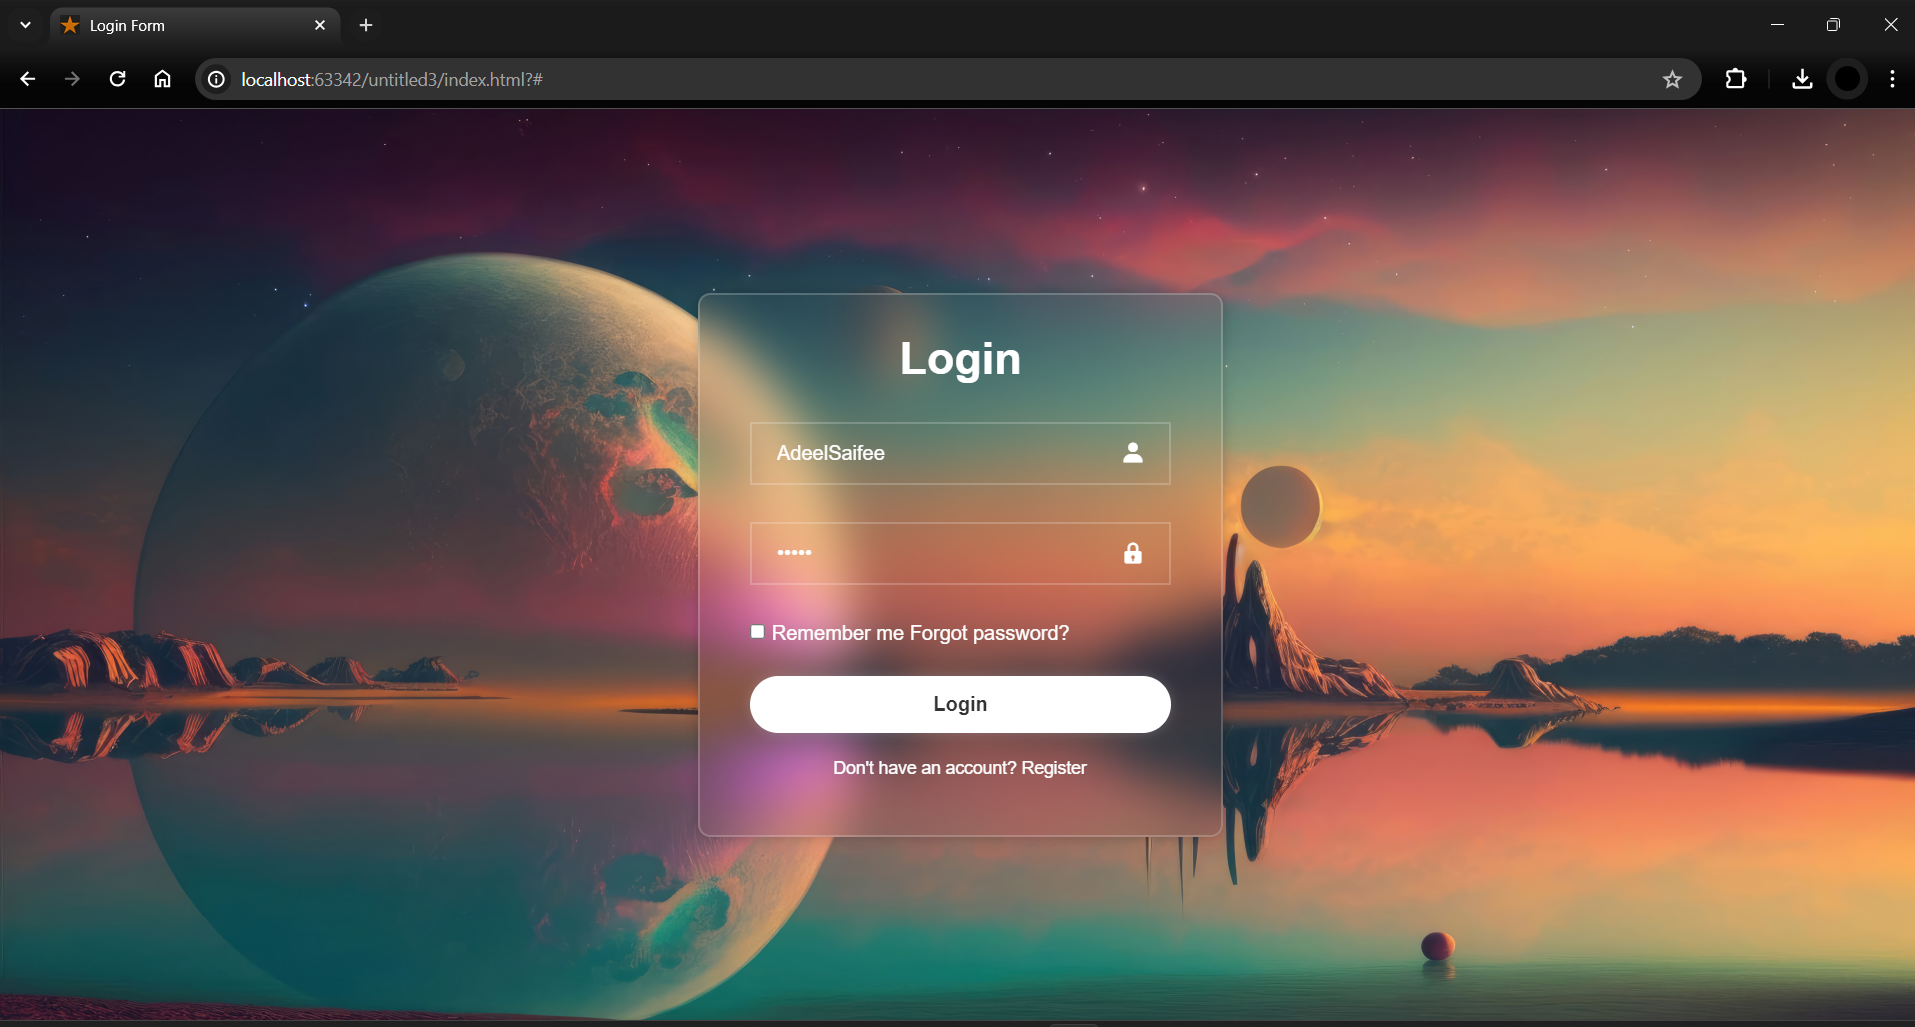 Login Form
localhost:63342/untitled3/index.html?#
Login
AdeelSaifee
•••••
Remember me Forgot password?
Login
Don't have an account? Register